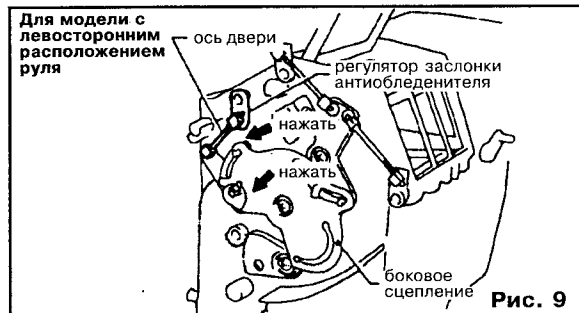 Для модели с
левосторонним
расположением
руля
ось двери
регулятор заслонки
антиобледенителя
нажать
нажать
боковое
сцепление
Рис. 9